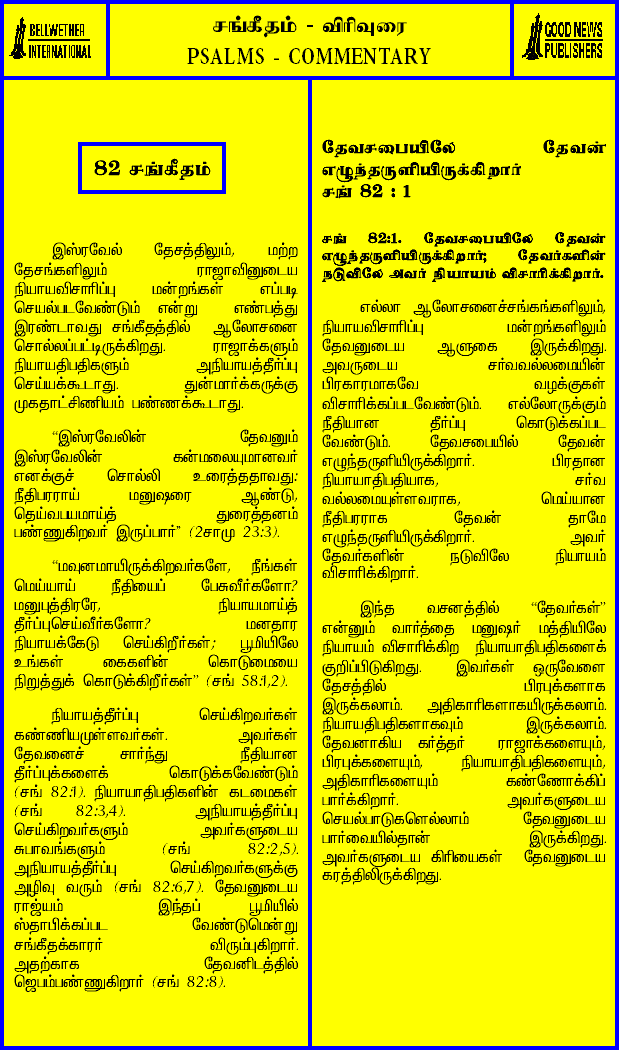 BELLWETHER
INTERNATIONAL
சங்கீதம் - விரிவுரை
PSALMS - COMMENTARY
GOOD NEWS
PUBLISHERS
82 சங்கீதம்
இஸ்ரவேல் தேசத்திலும், மற்ற
தேசங்களிலும் ராஜாவினுடைய
நியாயவிசாரிப்பு மன்றங்கள் எப்படி
செயல்படவேண்டும் என்று எண்பத்து
இரண்டாவது சங்கீதத்தில் ஆலோசனை
சொல்லப்பட்டிருக்கிறது. ராஜாக்களும்
நியாயாதிபதிகளும் அநியாயத்தீர்ப்பு
செய்யக்கூடாது. துன்மார்க்கருக்கு
முகதாட்சிணியம் பண்ணக்கூடாது.
“இஸ்ரவேலின் தேவனும்
இஸ்ரவேலின் கன்மலையுமானவர்
எனக்குச் சொல்லி உரைத்ததாவது:
நீதிபரராய் மனுஷரை ஆண்டு,
தெய்வபயமாய்த் துரைத்தனம்
பண்ணுகிறவர் இருப்பார்” (2சாமு 23:3).
“மவுனமாயிருக்கிறவர்களே, நீங்கள்
மெய்யாய் நீதியைப் பேசுவீர்களோ?
மனுபுத்திரரே, நியாயமாய்த்
தீர்ப்புசெய்வீர்களோ? மனதார
நியாயக்கேடு செய்கிறீர்கள்; பூமியிலே
உங்கள் கைகளின் கொடுமையை
நிறுத்துக் கொடுக்கிறீர்கள்” (சங் 58:1,2).
நியாயத்தீர்ப்பு செய்கிறவர்கள்
கண்ணியமுள்ளவர்கள். அவர்கள்
தேவனைச் சார்ந்து நீதியான
தீர்ப்புக்களைக் கொடுக்கவேண்டும்
(சங் 82:1). நியாயாதிபதிகளின் கடமைகள்
(சங் 82:3,4). அநியாயத்தீர்ப்பு
செய்கிறவர்களும் அவர்களுடைய
சுபாவங்களும் (சங் 82:2,5).
அநியாயத்தீர்ப்பு செய்கிறவர்களுக்கு
அழிவு வரும் (சங் 82:6,7). தேவனுடைய
ராஜ்யம் இந்தப் பூமியில்
ஸ்தாபிக்கப்பட வேண்டுமென்று
சங்கீதக்காரர் விரும்புகிறார்.
அதற்காக தேவனிடத்தில்
ஜெபம்பண்ணுகிறார் (சங் 82:8).
தேவசபையிலே தேவன்
எழுந்தருளியிருக்கிறார்
சங் 82 : 1
சங் 82:1. தேவசபையிலே தேவன்
எழுந்தருளியிருக்கிறார்; தேவர்களின்
நடுவிலே அவர் நியாயம் விசாரிக்கிறார்.
எல்லா ஆலோசனைச்சங்கங்களிலும்,
நியாயவிசாரிப்பு மன்றங்களிலும்
தேவனுடைய ஆளுகை இருக்கிறது.
அவருடைய சர்வவல்லமையின்
பிரகாரமாகவே வழக்குகள்
விசாரிக்கப்படவேண்டும். எல்லோருக்கும்
நீதியான தீர்ப்பு கொடுக்கப்பட
வேண்டும். தேவசபையில் தேவன்
எழுந்தருளியிருக்கிறார். பிரதான
நியாயாதிபதியாக, சர்வ
வல்லமையுள்ளவராக, மெய்யான
நீதிபரராக தேவன் தாமே
எழுந்தருளியிருக்கிறார். அவர்
தேவர்களின் நடுவிலே நியாயம்
விசாரிக்கிறார்.
இந்த வசனத்தில் “தேவர்கள்”
என்னும் வார்த்தை மனுஷர் மத்தியிலே
நியாயம் விசாரிக்கிற நியாயாதிபதிகளைக்
குறிப்பிடுகிறது. இவர்கள் ஒருவேளை
தேசத்தில் பிரபுக்களாக
இருக்கலாம். அதிகாரிகளாகயிருக்கலாம்.
நியாயாதிபதிகளாகவும் இருக்கலாம்.
தேவனாகிய கர்த்தர் ராஜாக்களையும்,
பிரபுக்களையும், நியாயாதிபதிகளையும்,
அதிகாரிகளையும் கண்ணோக்கிப்
பார்க்கிறார். அவர்களுடைய
செயல்பாடுகளெல்லாம் தேவனுடைய
பார்வையில்தான் இருக்கிறது.
அவர்களுடைய கிரியைகள் தேவனுடைய
கரத்திலிருக்கிறது.